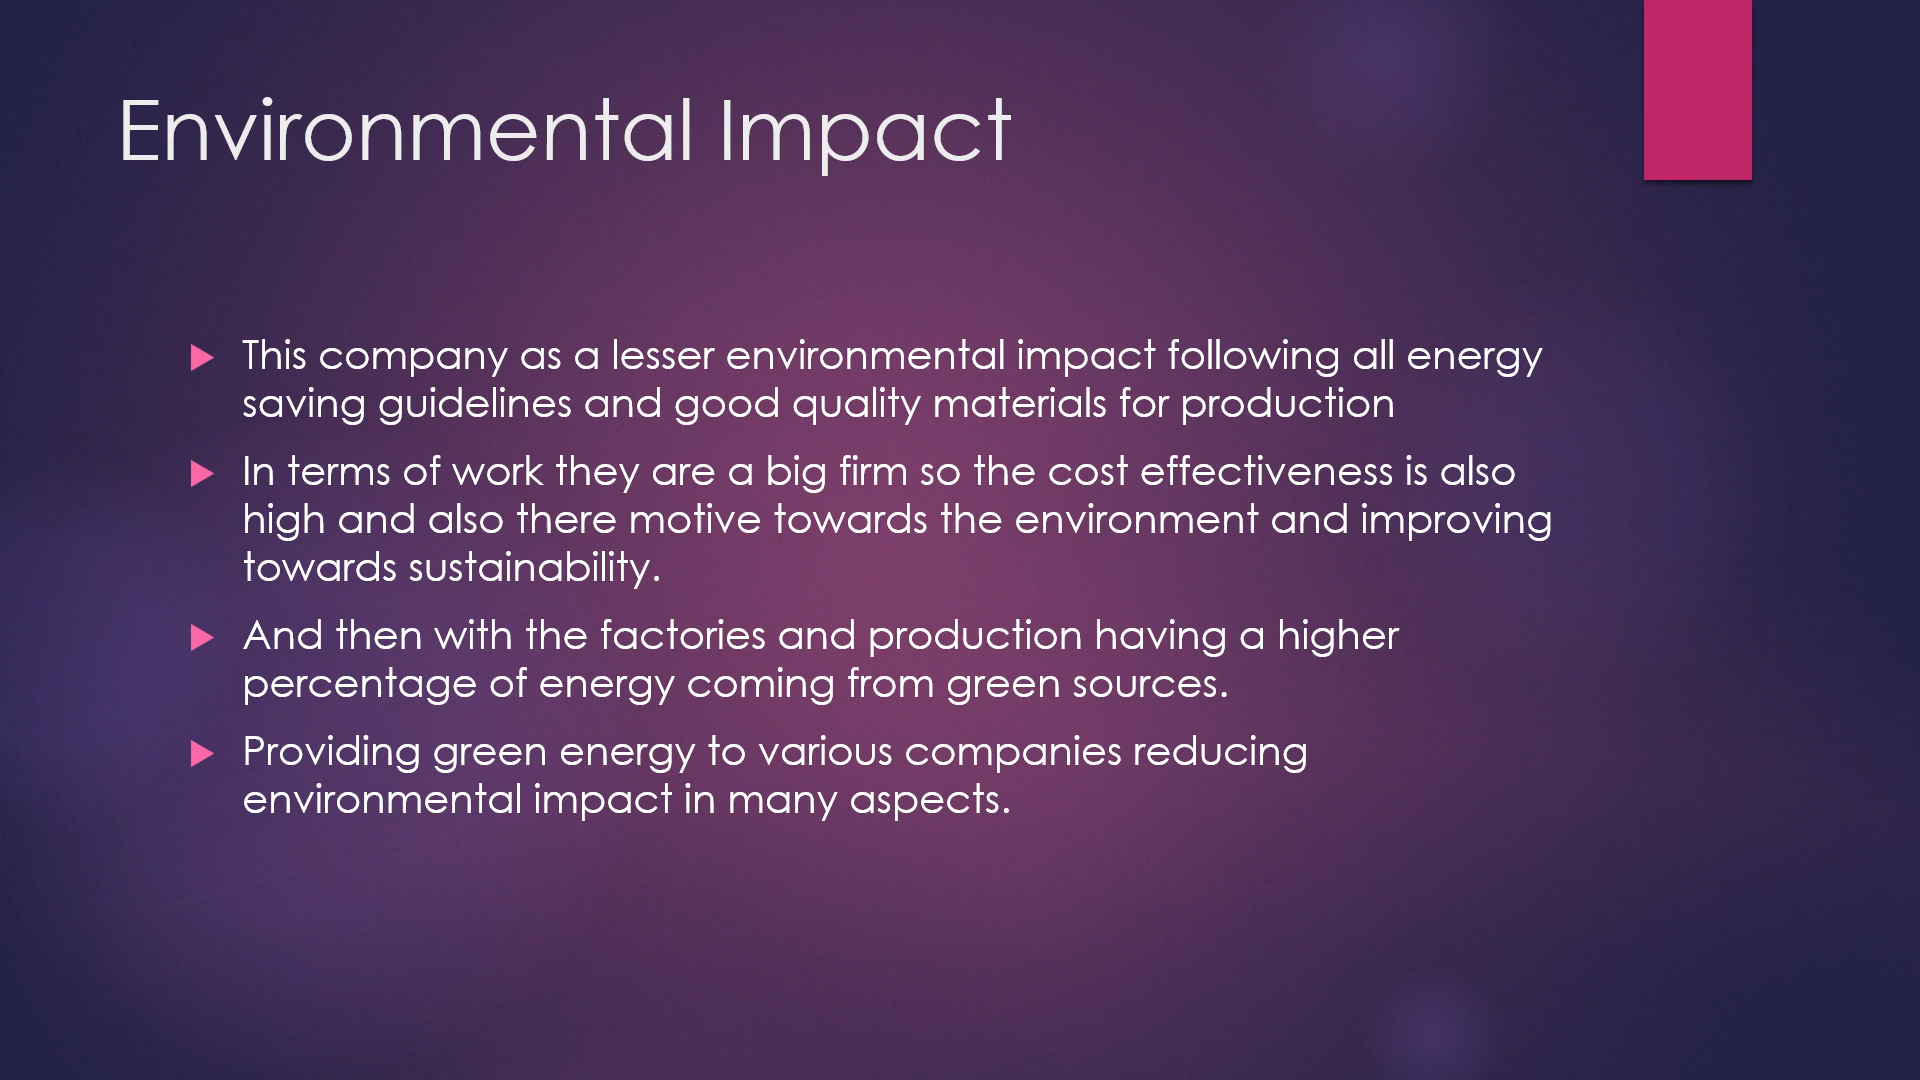 Environmental Impact
This company as a lesser environmental impact following all energy
saving guidelines and good quality materials for production
In terms of work they are a big firm so the cost effectiveness is also
high and also there motive towards the environment and improving
towards sustainability.
And then with the factories and production having a higher
percentage of energy coming from green sources.
Providing green energy to various companies reducing
environmental impact in many aspects.